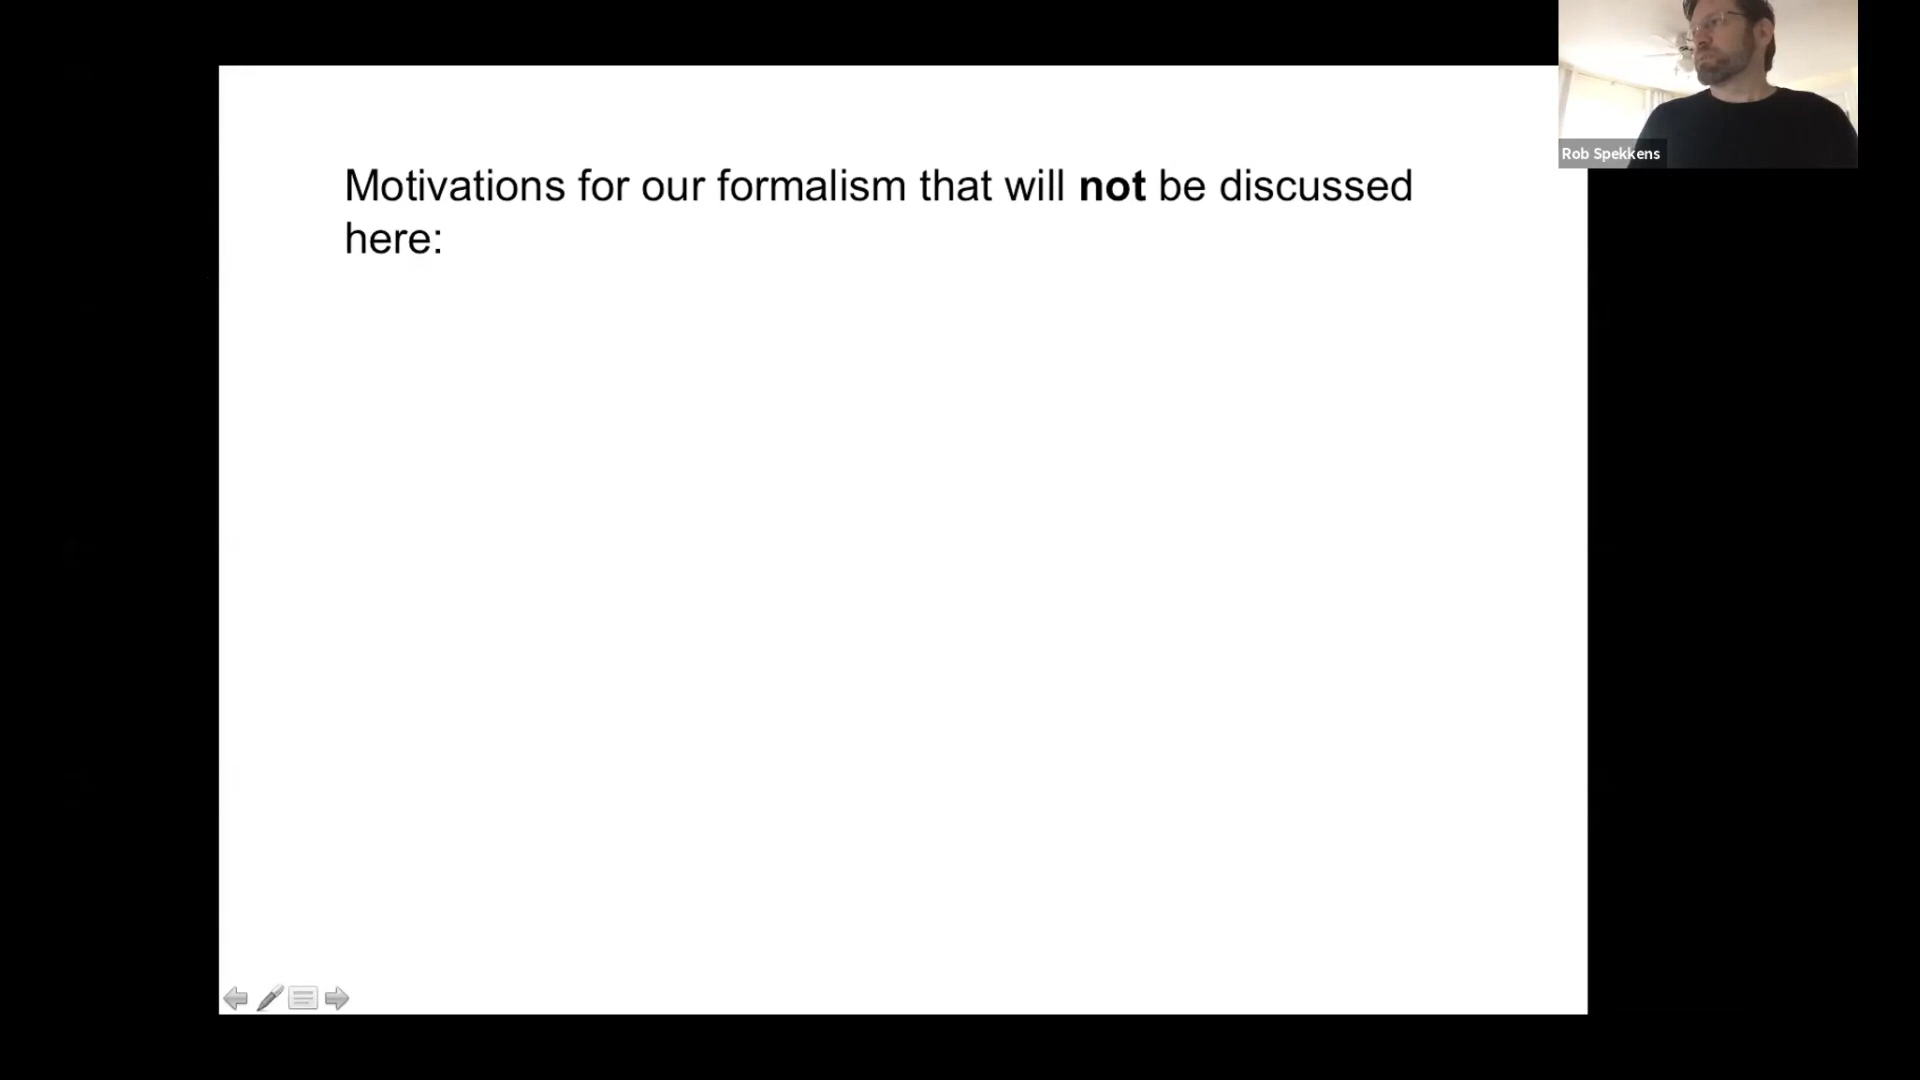 Motivations for our formalism that will not be discussed
here:
Rob Spekkens